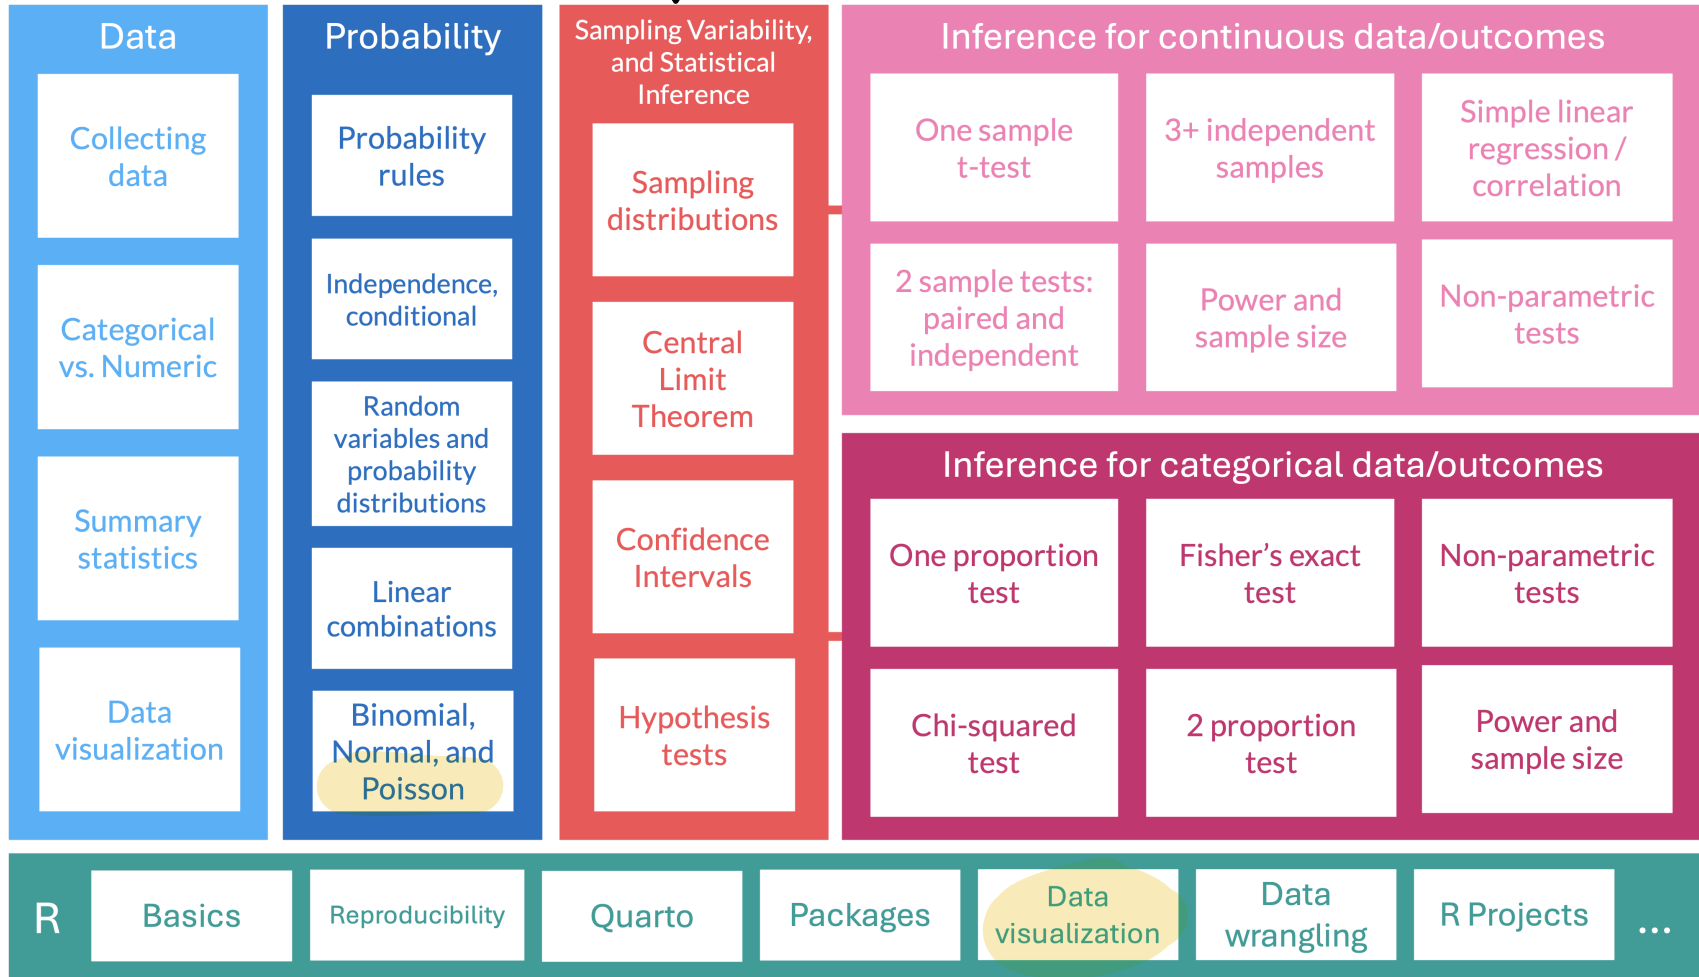 Data
Collecting
data
Categorical
vs. Numeric
Summary
statistics
Data
visualization
Probability
Probability
rules
Independence,
conditional
Random
variables and
probability
distributions
Linear
combinations
Binomial,
Normal, and
Poisson
Sampling Variability,
and Statistical
Inference
Sampling
distributions
Central
Limit
Theorem
Confidence
Intervals
Hypothesis
tests
Inference for continuous data/outcomes
One sample
t-test
3+ independent
samples
Simple linear
regression /
correlation
2 sample tests:
paired and
independent
Power and
sample size
Non-parametric
tests
Inference for categorical data/outcomes
One proportion
test
Fisher’s exact
test
Non-parametric
tests
Chi-squared
test
2 proportion
test
Power and
sample size
R
Basics
Reproducibility
Quarto
Packages
Data
visualization
Data
wrangling
R Projects
...